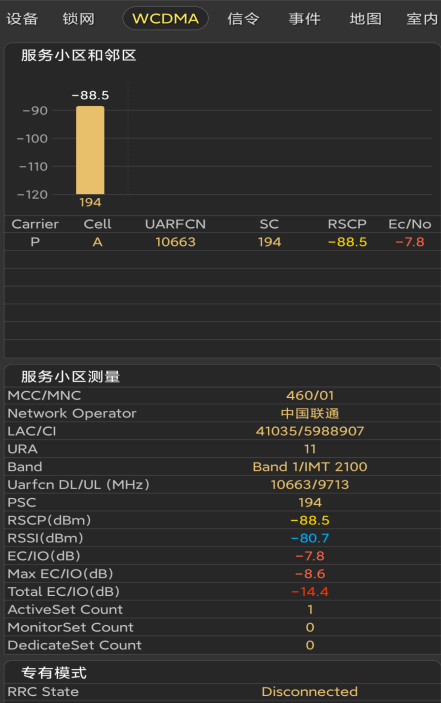 设备 锁网 WCDMA 信令 事件 地图 室内
服务小区和邻区
-88.5
-90
-100
-110
-120
194
Carrier Cell UARFCN SC RSCP Ec/No
P A 10663 194 -88.5 -7.8
服务小区测量
MCC/MNC 460/01
Network Operator 中国联通
LAC/CI 41035/5988907
URA 11
Band Band 1/IMT 2100
Uarfcn DL/UL (MHz) 10663/9713
PSC 194
RSCP(dBm) -88.5
RSSI(dBm) -80.7
EC/IO(dB) -7.8
Max EC/IO(dB) -8.6
Total EC/IO(dB) -14.4
ActiveSet Count 1
MonitorSet Count 0
DedicateSet Count 0
专有模式
RRC State Disconnected